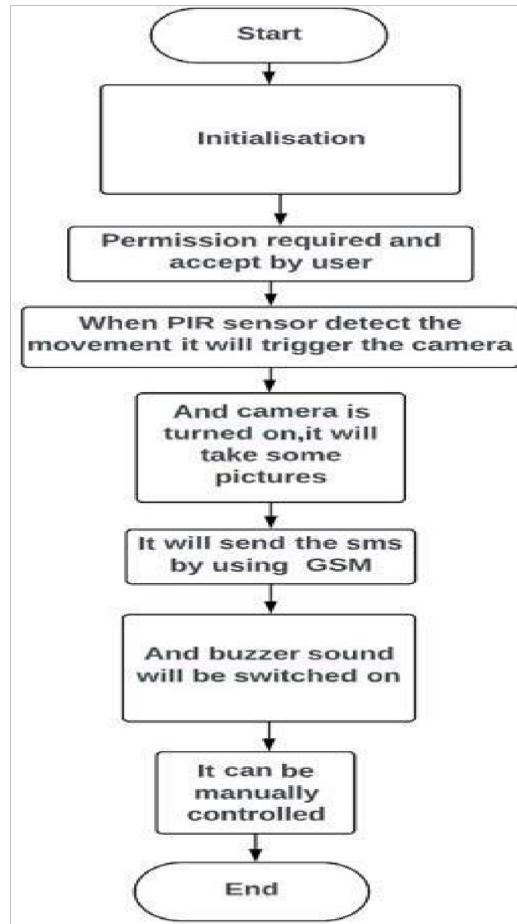 Start
Initialisation
Permission required and
accept by user
When PIR sensor detect the
movement it will trigger the camera
And camera is
turned on,it will
take some
pictures
It will send the sms
by using GSM
And buzzer sound
will be switched on
It can be
manually
controlled
End